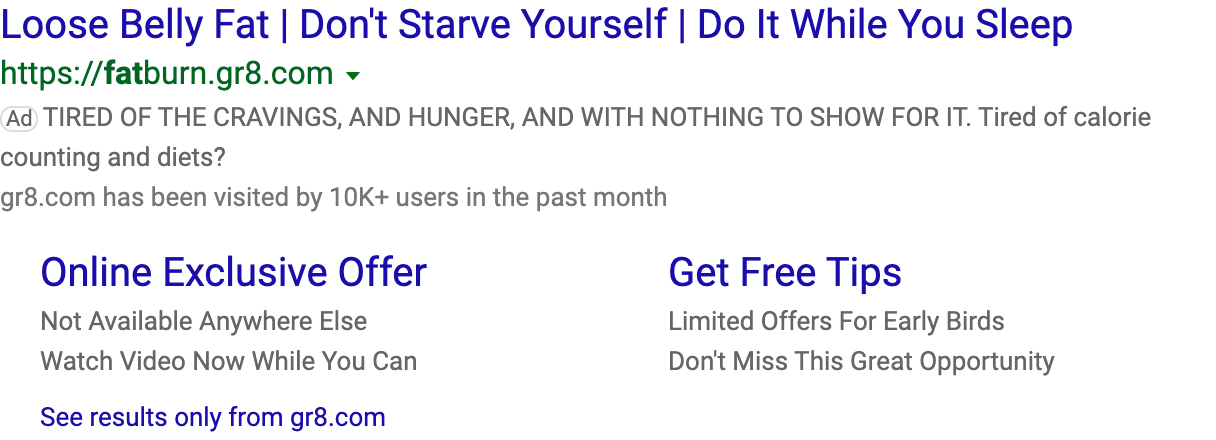 Loose Belly Fat | Don't Starve Yourself | Do It While You Sleep
https://fatburn.gr8.com
Ad TIRED OF THE CRAVINGS, AND HUNGER, AND WITH NOTHING TO SHOW FOR IT. Tired of calorie
counting and diets?
gr8.com has been visited by 10K+ users in the past month
Online Exclusive Offer
Not Available Anywhere Else
Watch Video Now While You Can
Get Free Tips
Limited Offers For Early Birds
Don't Miss This Great Opportunity
See results only from gr8.com